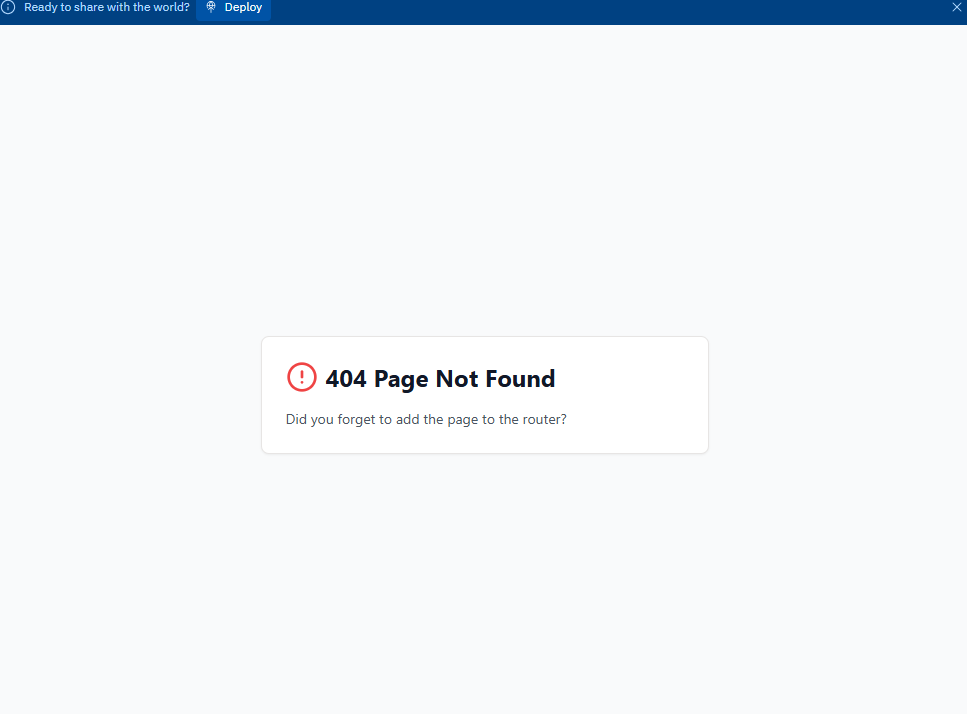 Ready to share with the world? Deploy
404 Page Not Found
Did you forget to add the page to the router?